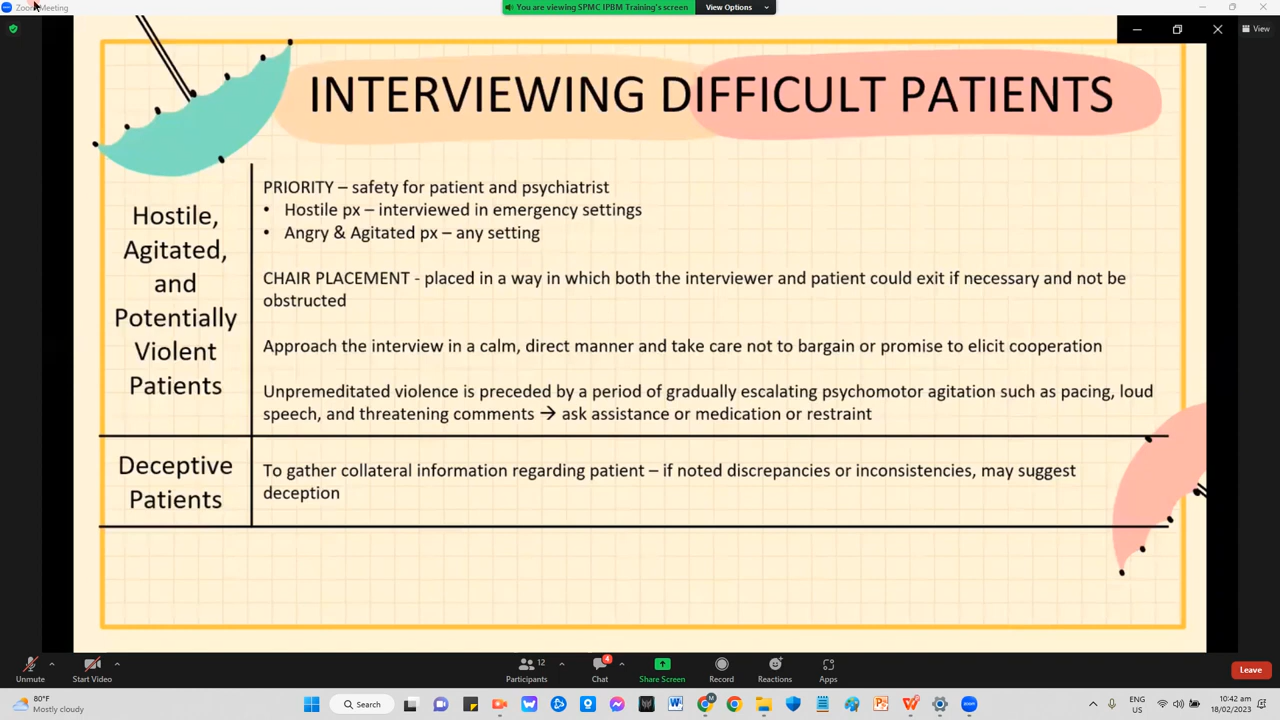 Zoom Meeting
You are viewing SPMC IPBM Training's screen
View Options
View
INTERVIEWING DIFFICULT PATIENTS
Hostile,
Agitated,
and
Potentially
Violent
Patients
PRIORITY – safety for patient and psychiatrist
• Hostile px – interviewed in emergency settings
• Angry & Agitated px – any setting
CHAIR PLACEMENT - placed in a way in which both the interviewer and patient could exit if necessary and not be
obstructed
Approach the interview in a calm, direct manner and take care not to bargain or promise to elicit cooperation
Unpremeditated violence is preceded by a period of gradually escalating psychomotor agitation such as pacing, loud
speech, and threatening comments → ask assistance or medication or restraint
Deceptive
Patients
To gather collateral information regarding patient – if noted discrepancies or inconsistencies, may suggest
deception
Unmute
Start Video
12
Participants
4
Chat
Share Screen
Record
Reactions
Apps
Leave
80°F
Mostly cloudy
Search
ENG
US
10:42 am
18/02/2023